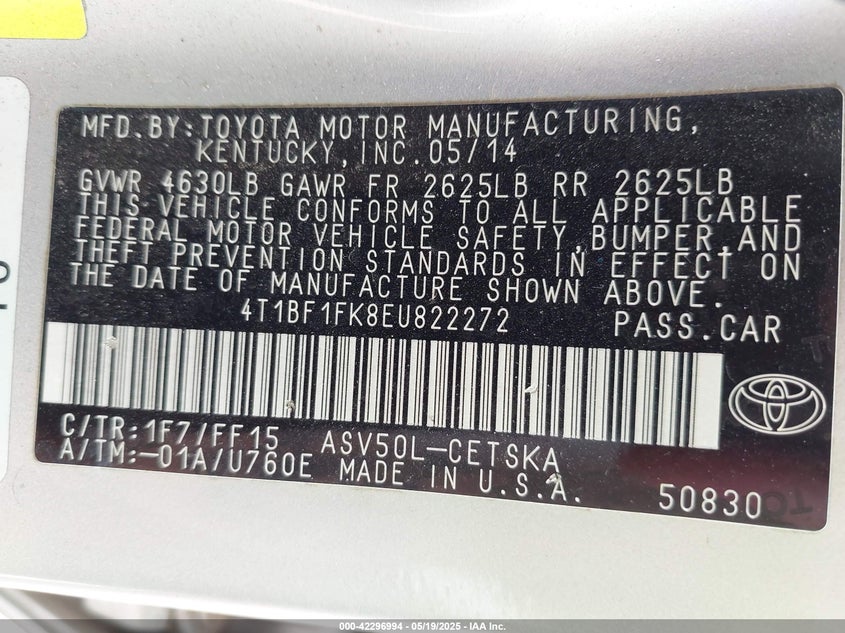 MFD.BY:TOYOTA MOTOR MANUFACTURING,
KENTUCKY,INC.05/14
GVWR 4630LB GAWR FR 2625LB RR 2625LB
THIS VEHICLE CONFORMS TO ALL APPLICABLE
FEDERAL MOTOR VEHICLE SAFETY,BUMPER,AND
THEFT PREVENTION STANDARDS IN EFFECT ON
THE DATE OF MANUFACTURE SHOWN ABOVE.
4T1BF1FK8EU822272 PASS.CAR
C/TR:1F7/FF15 ASV50L-CETSKA
A/TM:-01A/U760E MADE IN U.S.A. 50830
000-42296994 - 05/19/2025 - IAA Inc.